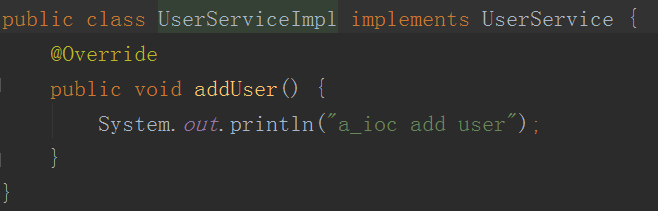 public class UserServiceImpl implements UserService {
@Override
public void addUser() {
System.out.println("a_ioc add user");
}
}